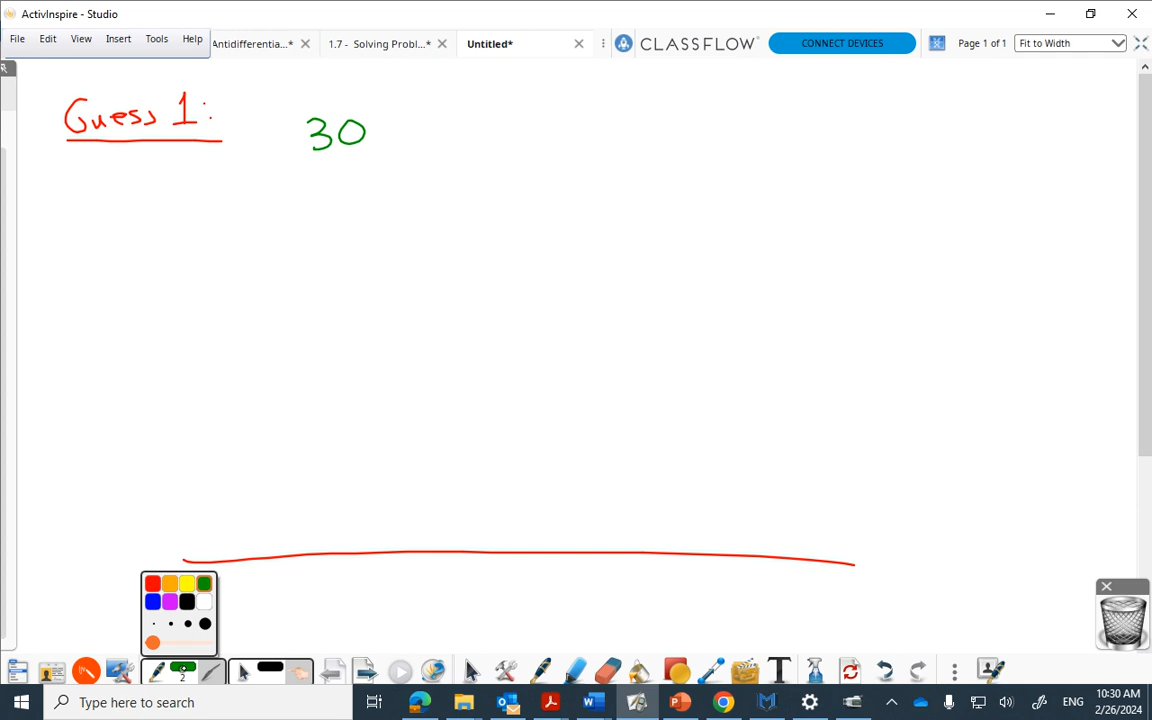 ActivInspire - Studio
File Edit View Insert Tools Help
Antidifferentia...* 1.7 - Solving Probl...* Untitled*
CLASSFLOW
CONNECT DEVICES
Page 1 of 1
Fit to Width
Guess 1:
30
2
T
Type here to search
ENG
10:30 AM
2/26/2024